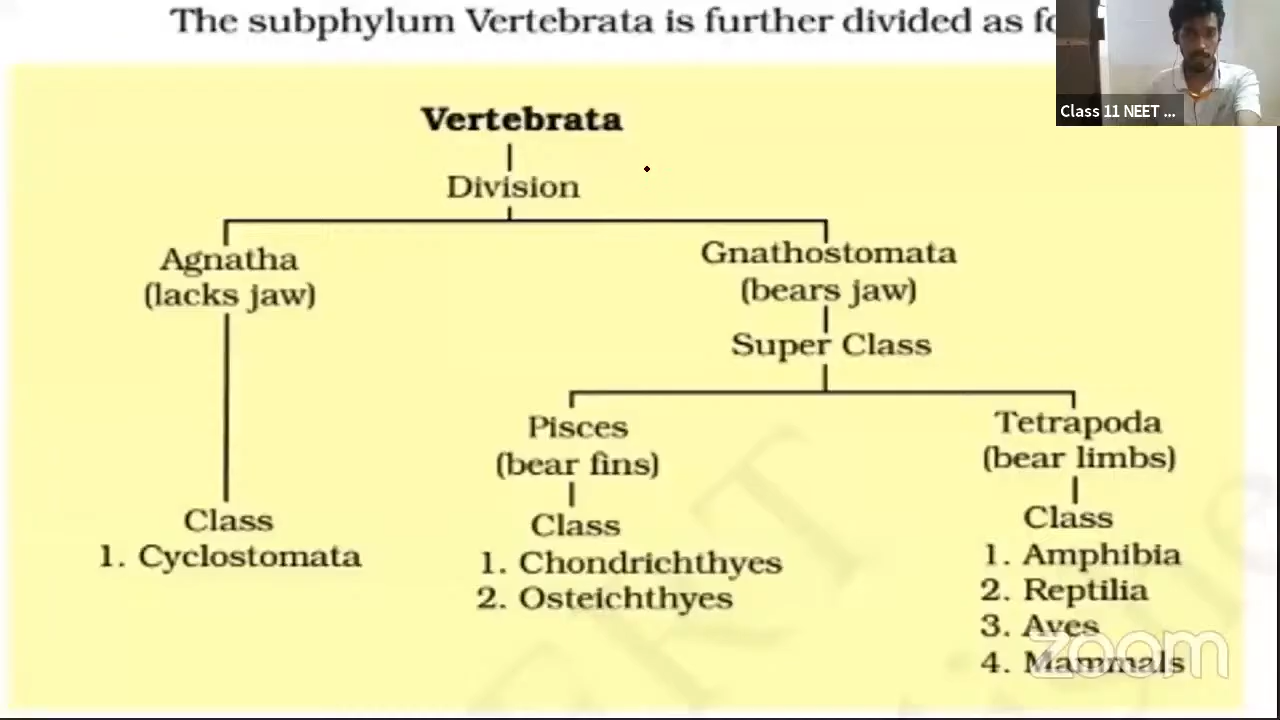 The subphylum Vertebrata is further divided as fo
Class 11 NEET ...
Vertebrata
Division
Agnatha
(lacks jaw)
Gnathostomata
(bears jaw)
Super Class
Pisces
(bear fins)
Tetrapoda
(bear limbs)
Class
1. Cyclostomata
Class
1. Chondrichthyes
2. Osteichthyes
Class
1. Amphibia
2. Reptilia
3. Aves
4. Mammals
zoom